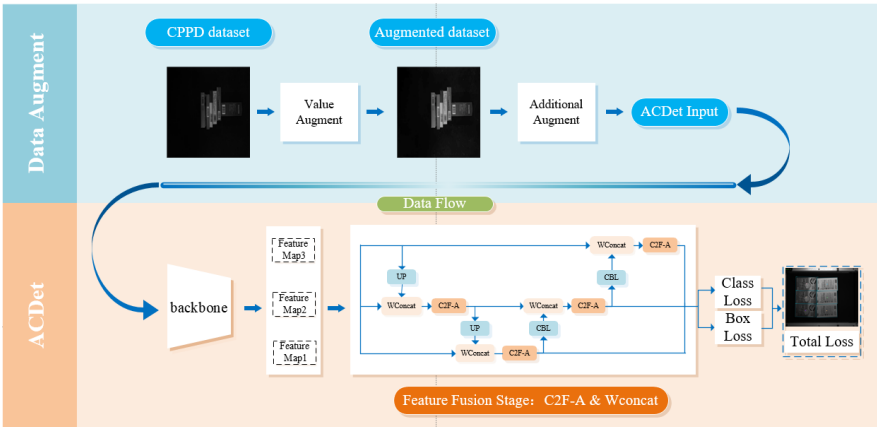 Data Augment
CPPD dataset
Augmented dataset
Value
Augment
Additional
Augment
ACDet Input
Data Flow
ACDet
backbone
Feature
Map3
Feature
Map2
Feature
Map1
UP
WConcat
C2F-A
UP
WConcat
C2F-A
WConcat
C2F-A
CBL
WConcat
C2F-A
CBL
Class
Loss
Box
Loss
Total Loss
Feature Fusion Stage: C2F-A & Wconcat